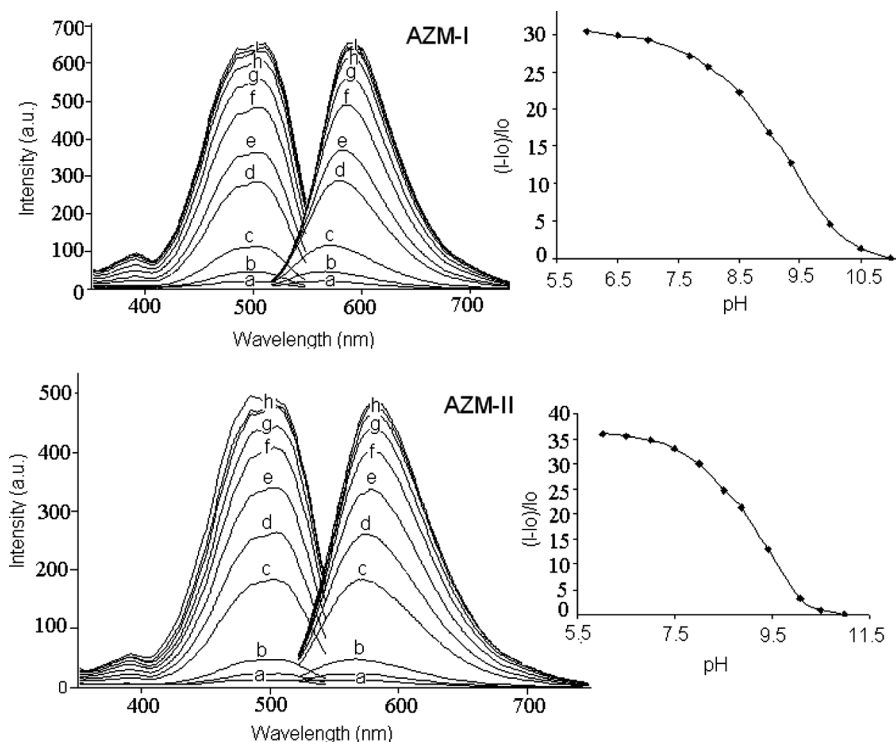 AZM-I
700
600
500
400
300
200
100
0
Intensity (a.u.)
h h
g g
f f
e e
d d
c c
b b
a a
400 500 600 700
Wavelength (nm)
30
25
20
15
10
5
0
(I-Io)/Io
5.5 6.5 7.5 8.5 9.5 10.5
pH
AZM-II
500
400
300
200
100
0
Intensity (a.u.)
h h
g g
f f
e e
d d
c c
b b
a a
400 500 600 700
Wavelength (nm)
40
35
30
25
20
15
10
5
0
(I-Io)/Io
5.5 7.5 9.5 11.5
pH